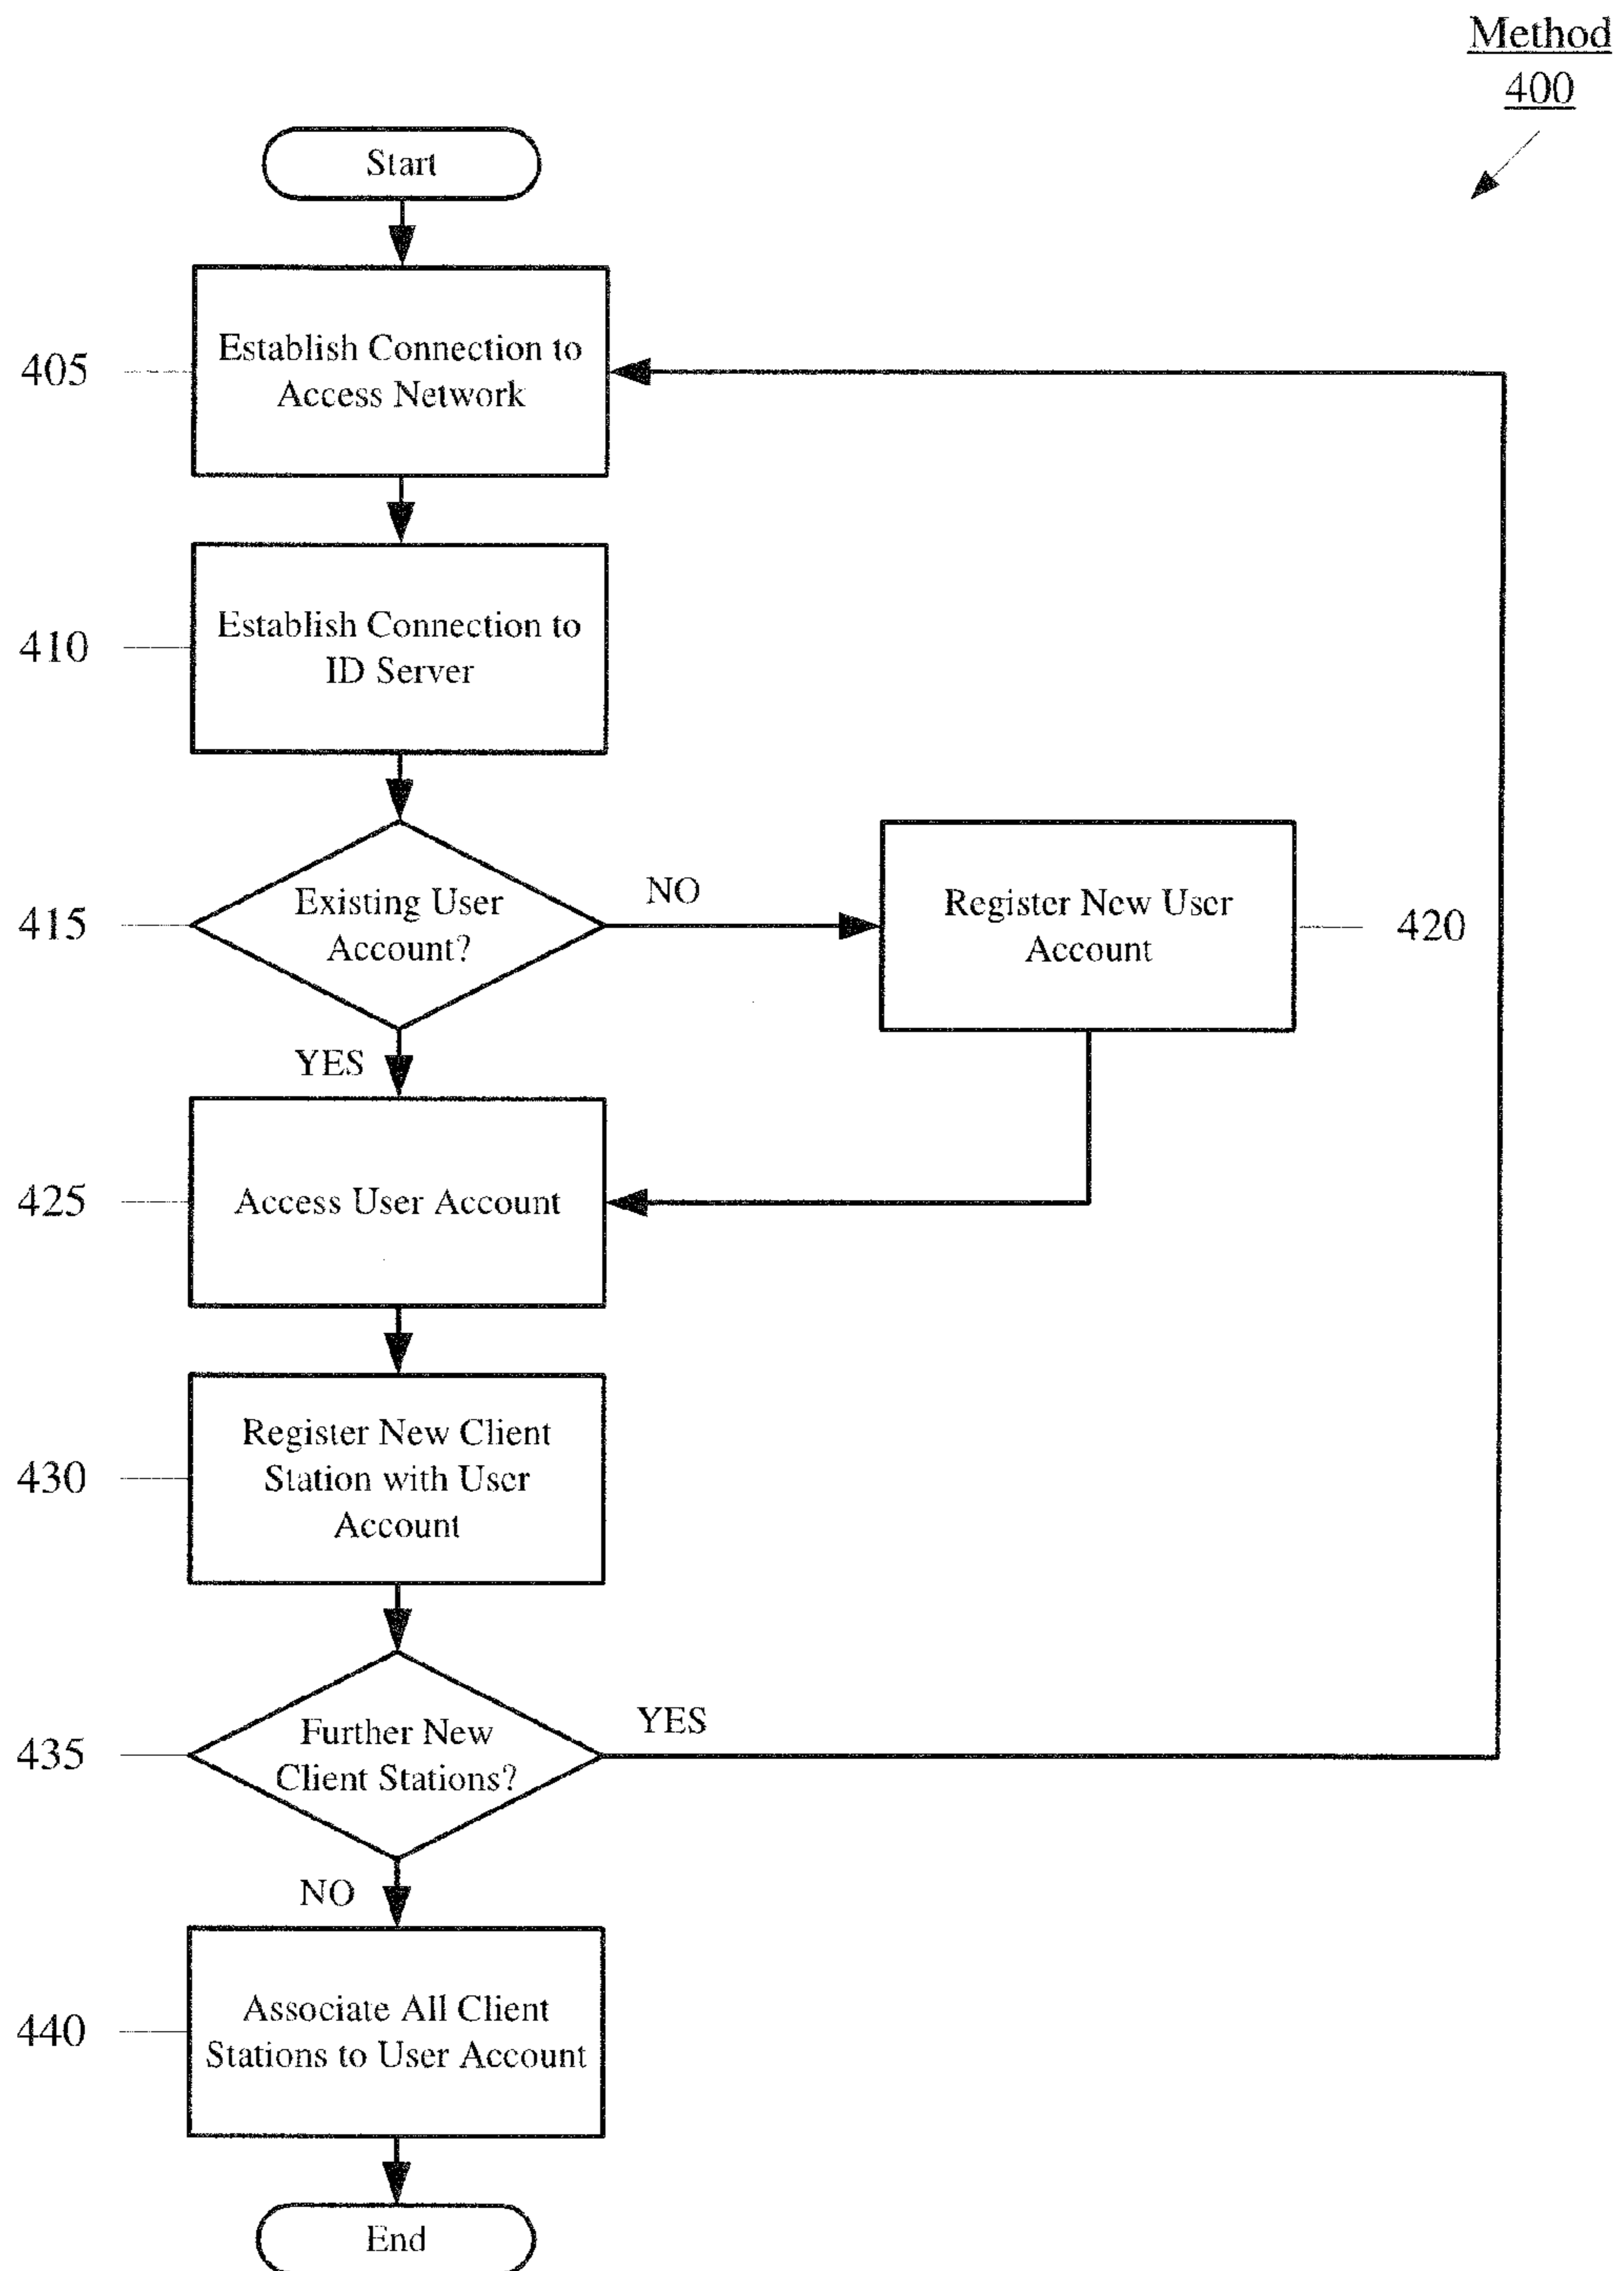 Method
400
Start
405
Establish Connection to
Access Network
410
Establish Connection to
ID Server
415
Existing User
Account?
NO
Register New User
Account
420
YES
425
Access User Account
430
Register New Client
Station with User
Account
435
Further New
Client Stations?
YES
NO
440
Associate All Client
Stations to User Account
End